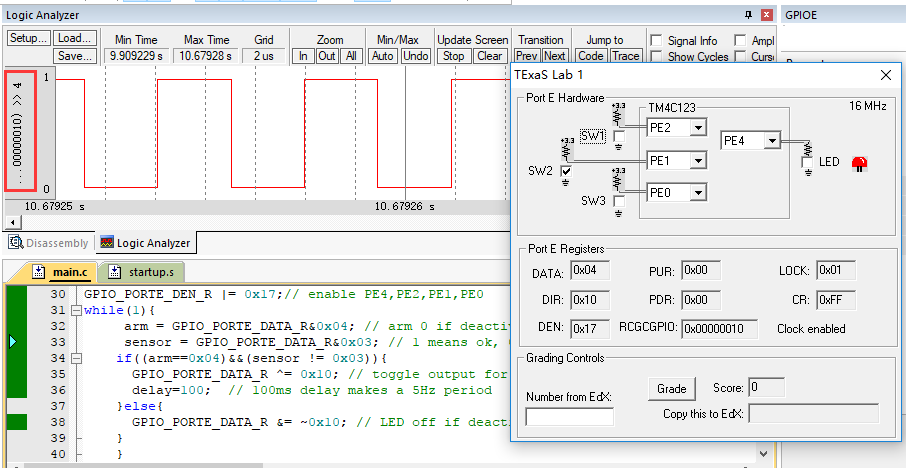 Logic Analyzer
GPIOE
Setup... Load... Save...
Min Time Max Time Grid Zoom Min/Max Update Screen Transition Jump to
9.909229 s 10.67928 s 2 us In Out All Auto Undo Stop Clear Prev Next Code Trace
Signal Info Ampl
Show Cycles Curs
00000010) >> 4
1
0
10.67925 s 10.67926 s
Disassembly Logic Analyzer
main.c startup.s
30 GPIO_PORTE_DEN_R |= 0x17;// enable PE4,PE2,PE1,PE0
31 while(1){
32 arm = GPIO_PORTE_DATA_R&0x04; // arm 0 if deactiv
33 sensor = GPIO_PORTE_DATA_R&0x03; // 1 means ok,
34 if((arm==0x04)&&(sensor != 0x03)){
35 GPIO_PORTE_DATA_R ^= 0x10; // toggle output for
36 delay=100; // 100ms delay makes a 5Hz period
37 }else{
38 GPIO_PORTE_DATA_R &= ~0x10; // LED off if deacti
39 }
40 }
TExaS Lab 1
Port E Hardware
TM4C123
16 MHz
+3.3
SW1
PE2
PE4
+3.3
SW2
PE1
LED
+3.3
SW3
PE0
Port E Registers
DATA: 0x04 PUR: 0x00 LOCK: 0x01
DIR: 0x10 PDR: 0x00 CR: 0xFF
DEN: 0x17 RCGCGPIO: 0x00000010 Clock enabled
Grading Controls
Number from EdX: Grade Score: 0
Copy this to EdX: